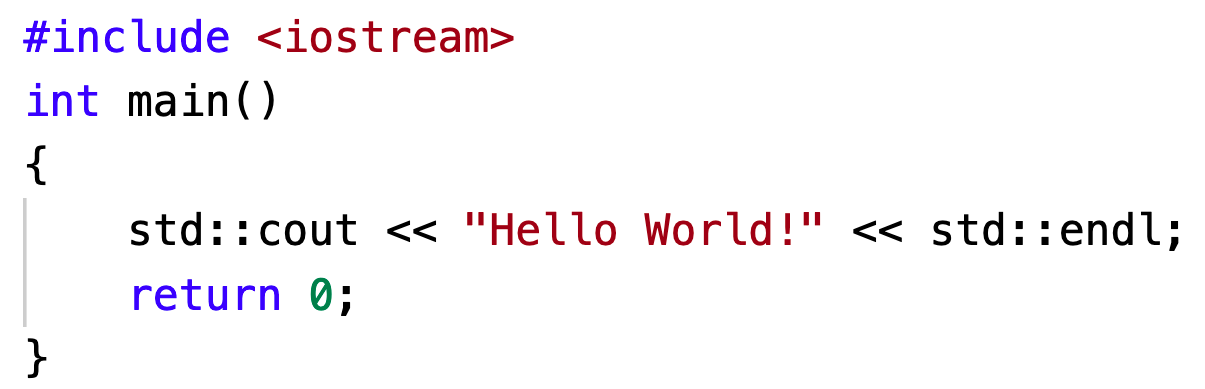 #include <iostream>
int main()
{
    std::cout << "Hello World!" << std::endl;
    return 0;
}